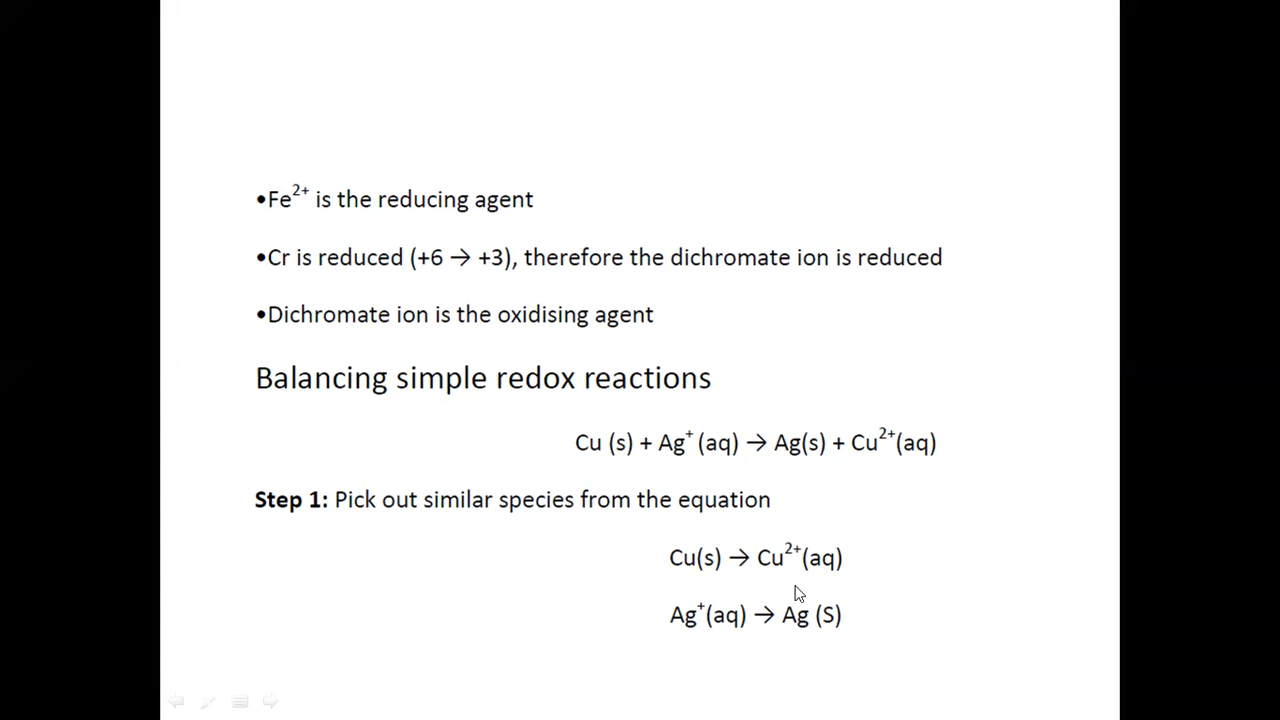 •Fe²⁺ is the reducing agent
•Cr is reduced (+6 → +3), therefore the dichromate ion is reduced
•Dichromate ion is the oxidising agent
Balancing simple redox reactions
Cu (s) + Ag⁺ (aq) → Ag(s) + Cu²⁺(aq)
Step 1: Pick out similar species from the equation
Cu(s) → Cu²⁺(aq)
Ag⁺(aq) → Ag (S)